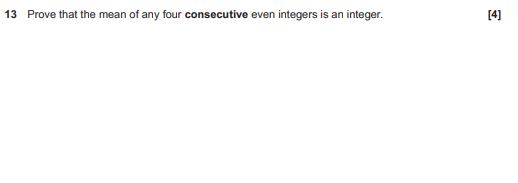 13 Prove that the mean of any four consecutive even integers is an integer. [4]